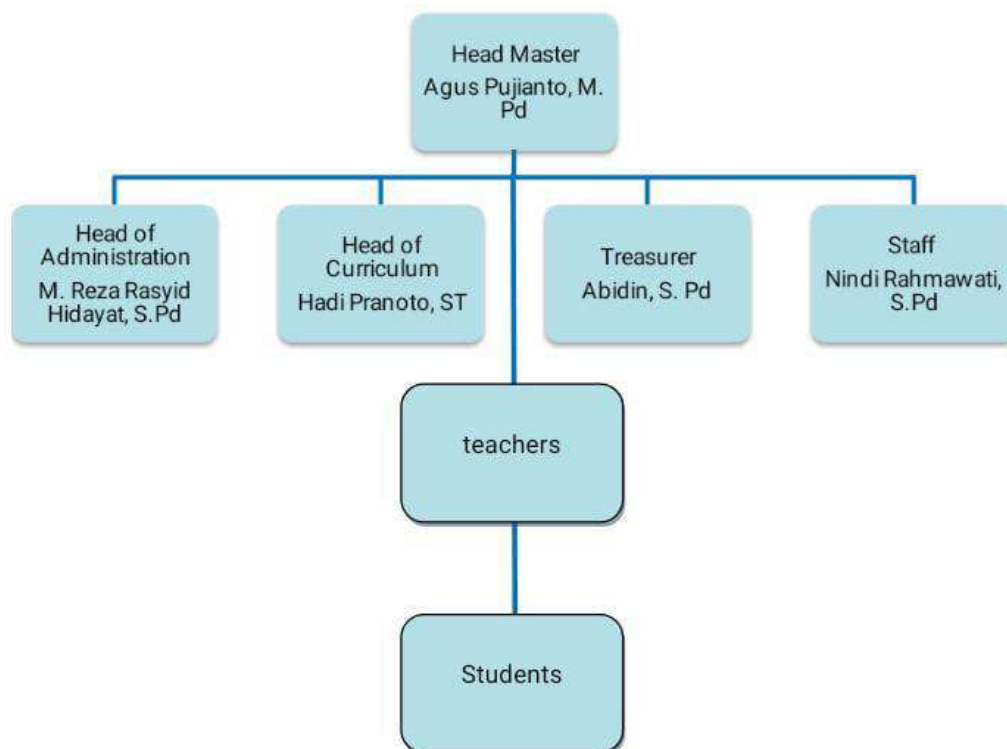 Head Master
Agus Pujianto, M.
Pd
Head of
Administration
M. Reza Rasyid
Hidayat, S.Pd
Head of
Curriculum
Hadi Pranoto, ST
Treasurer
Abidin, S. Pd
Staff
Nindi Rahmawati,
S.Pd
teachers
Students